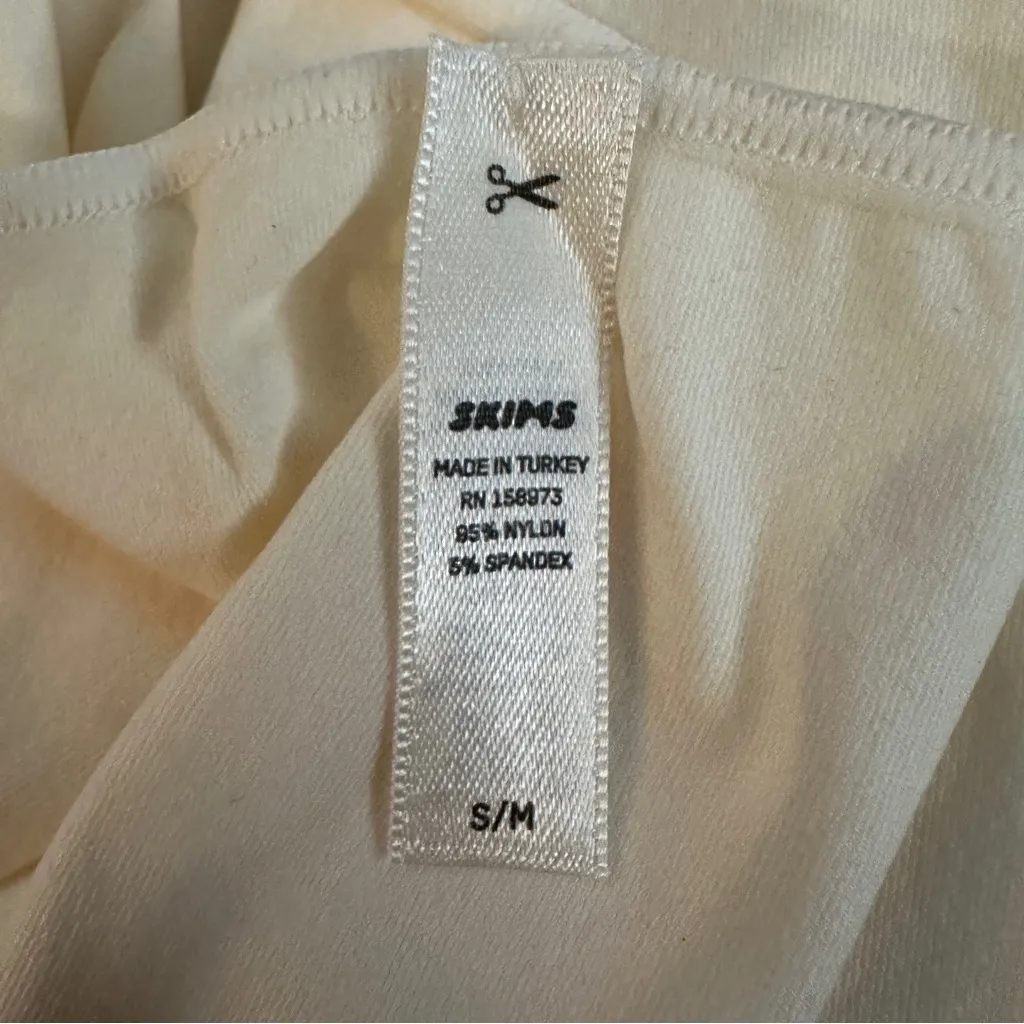 SKIMS
MADE IN TURKEY
RN 158973
95% NYLON
5% SPANDEX
S/M